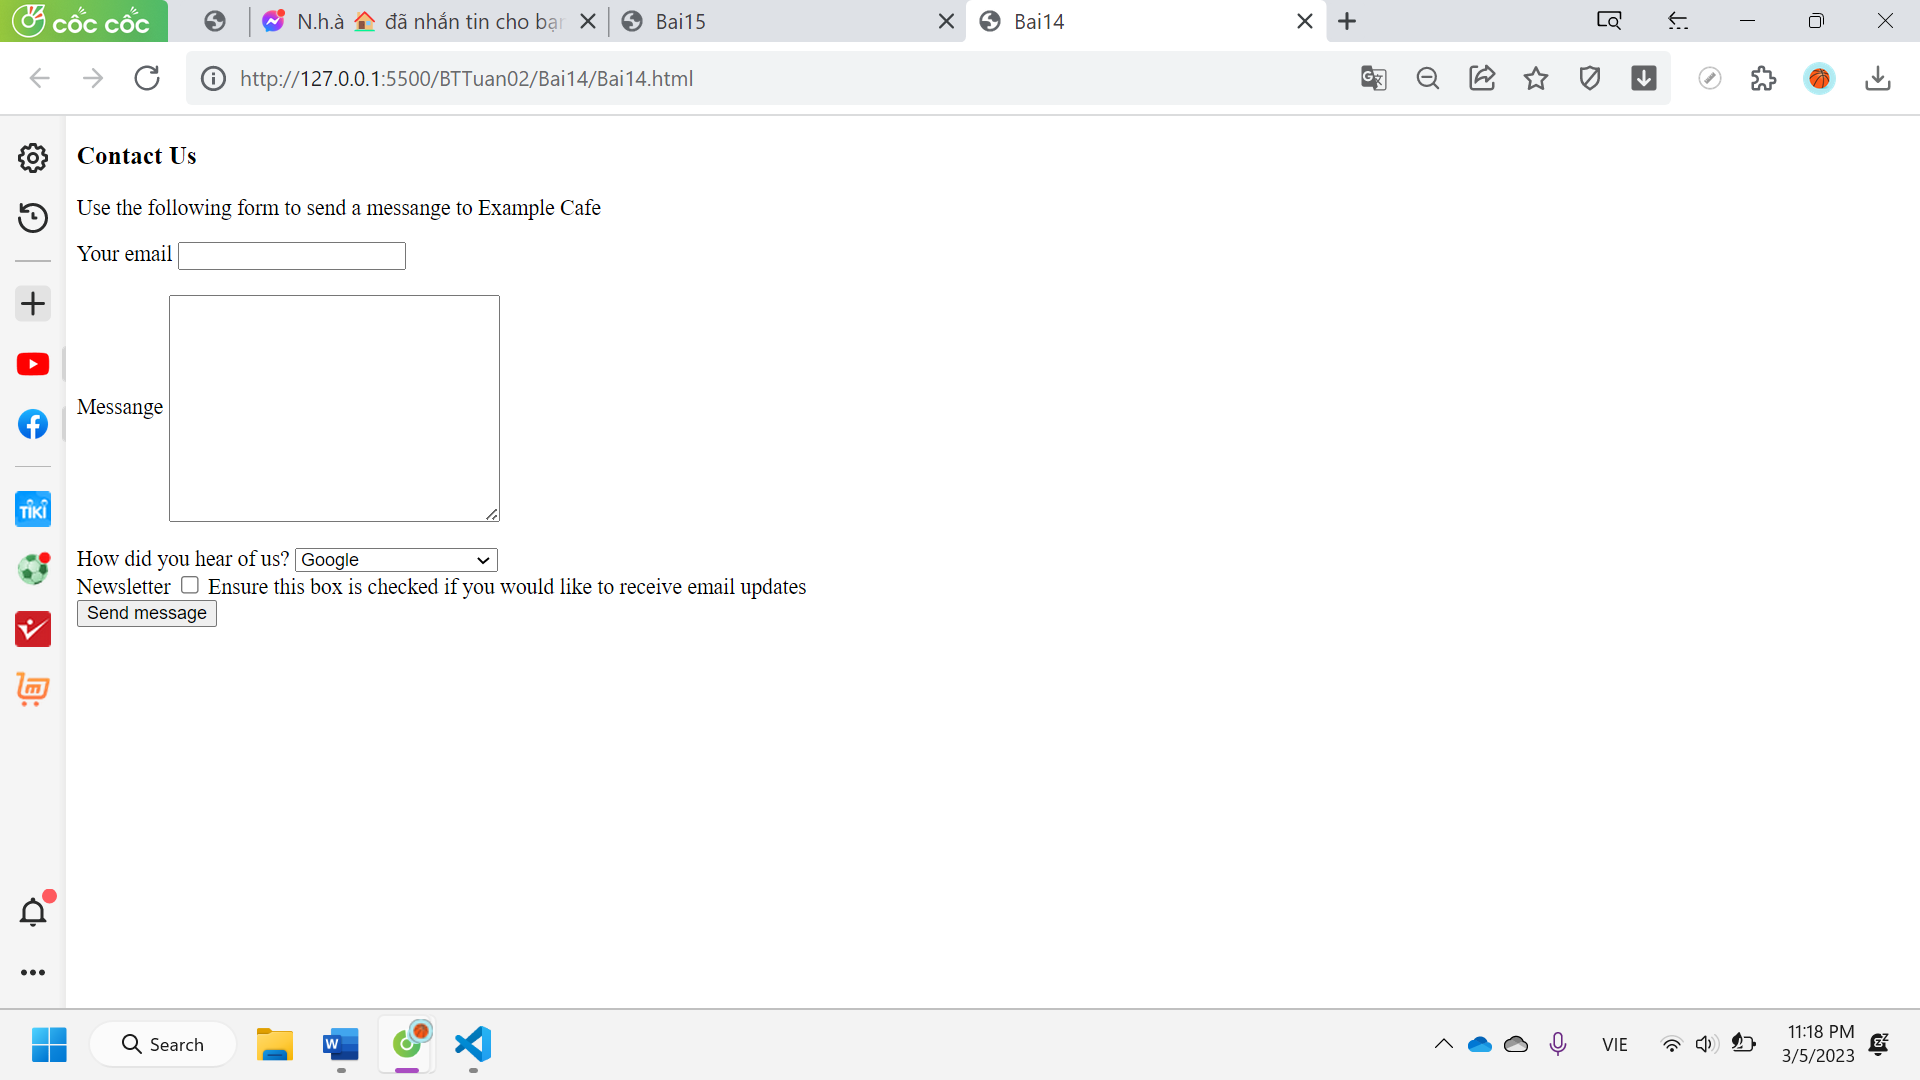 cốc cốc
N.h.à 🏠 đã nhắn tin cho bạn
Bai15
Bai14
http://127.0.0.1:5500/BTTuan02/Bai14/Bai14.html
Contact Us
Use the following form to send a messange to Example Cafe
Your email
Messange
TIKI
How did you hear of us? Google
Newsletter Ensure this box is checked if you would like to receive email updates
Send message
Search
W
VIE
11:18 PM
3/5/2023